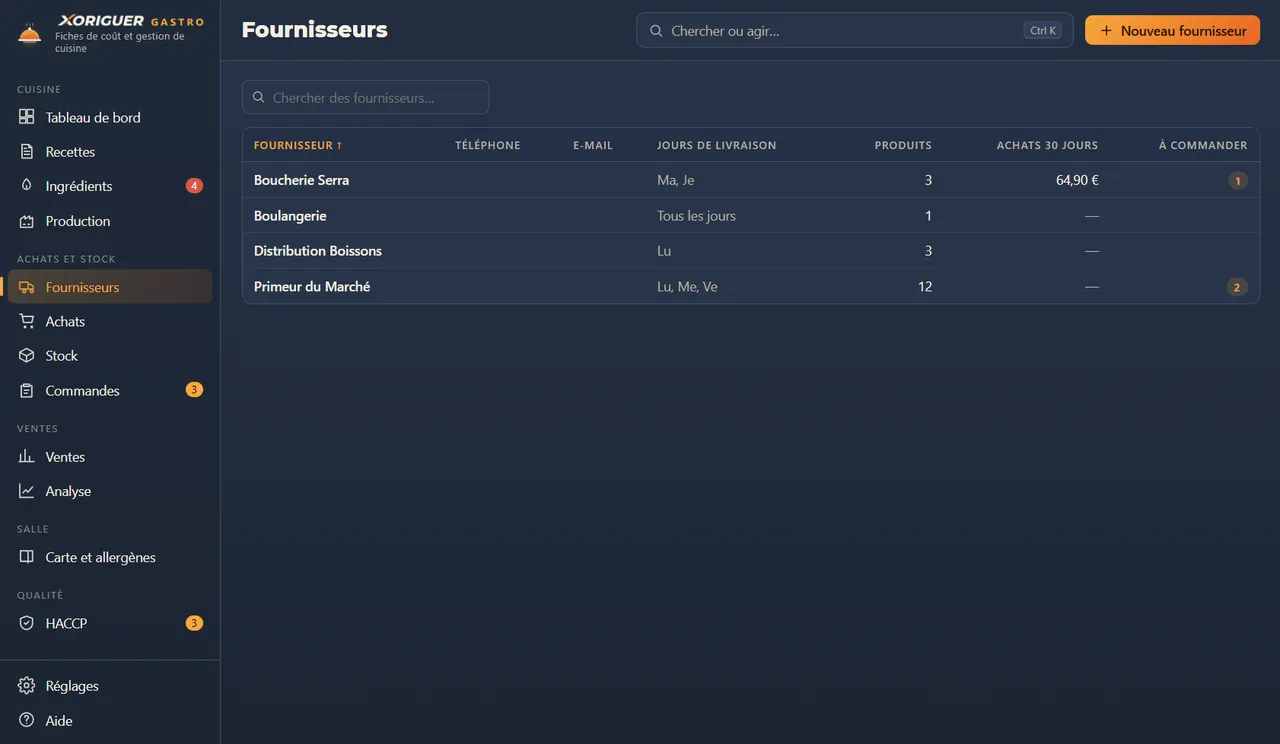 XORIGUER GASTRO
Fiches de coût et gestion de
cuisine
CUISINE
Tableau de bord
Recettes
Ingrédients 4
Production
ACHATS ET STOCK
Fournisseurs
Achats
Stock
Commandes 3
VENTES
Ventes
Analyse
SALLE
Carte et allergènes
QUALITÉ
HACCP 3
Réglages
Aide
Fournisseurs
Chercher ou agir... Ctrl K
+ Nouveau fournisseur
Chercher des fournisseurs...
FOURNISSEUR ↑ TÉLÉPHONE E-MAIL JOURS DE LIVRAISON PRODUITS ACHATS 30 JOURS À COMMANDER
Boucherie Serra Ma, Je 3 64,90 € 1
Boulangerie Tous les jours 1 —
Distribution Boissons Lu 3 —
Primeur du Marché Lu, Me, Ve 12 — 2